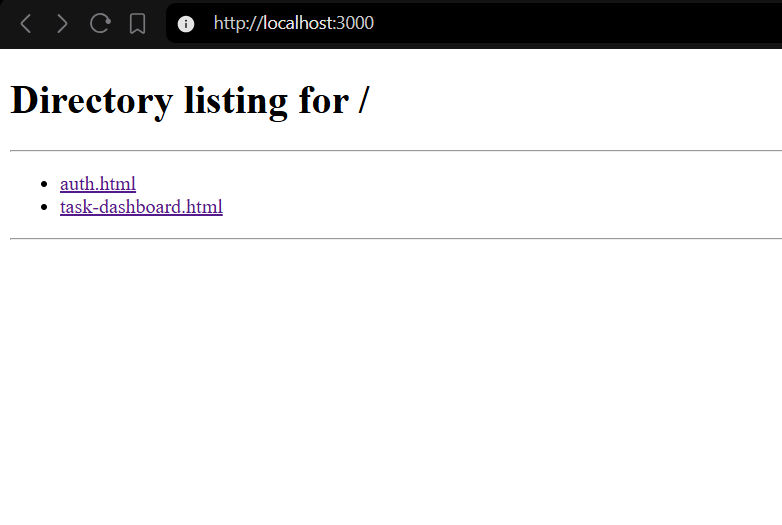 http://localhost:3000
Directory listing for /
auth.html
task-dashboard.html